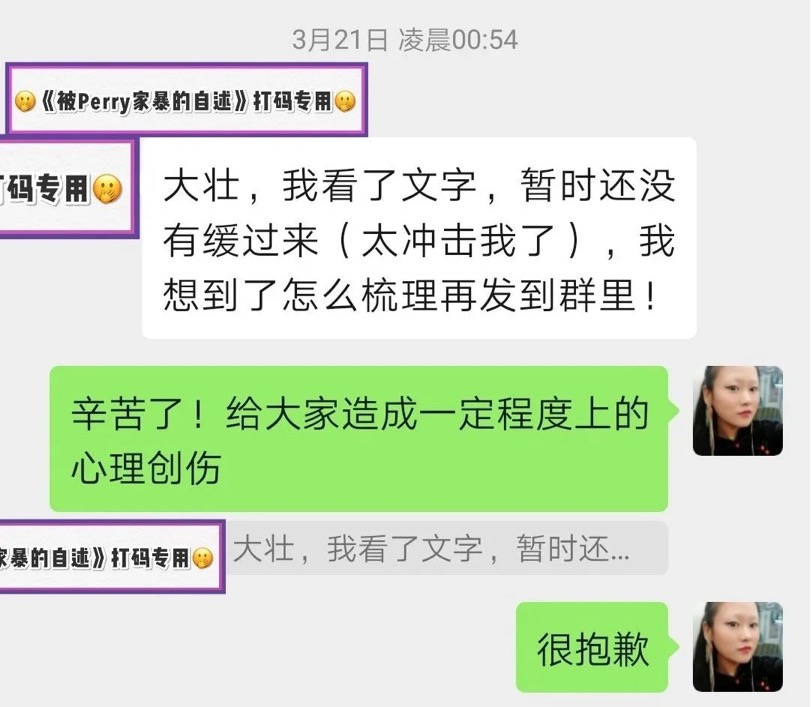 3月21日 凌晨00:54
《被Perry家暴的自述》打码专用
码专用
大壮，我看了文字，暂时还没
有缓过来（太冲击我了），我
想到了怎么梳理再发到群里！
辛苦了！给大家造成一定程度上的
心理创伤
家暴的自述》打码专用
大壮，我看了文字，暂时还...
很抱歉